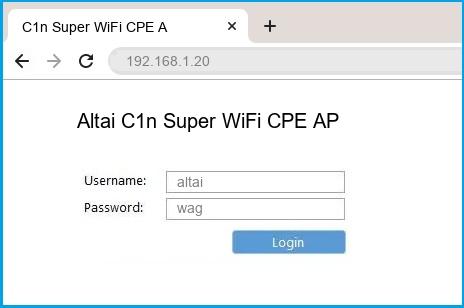 C1n Super WiFi CPE A
192.168.1.20
Altai C1n Super WiFi CPE AP
Username: altai
Password: wag
Login